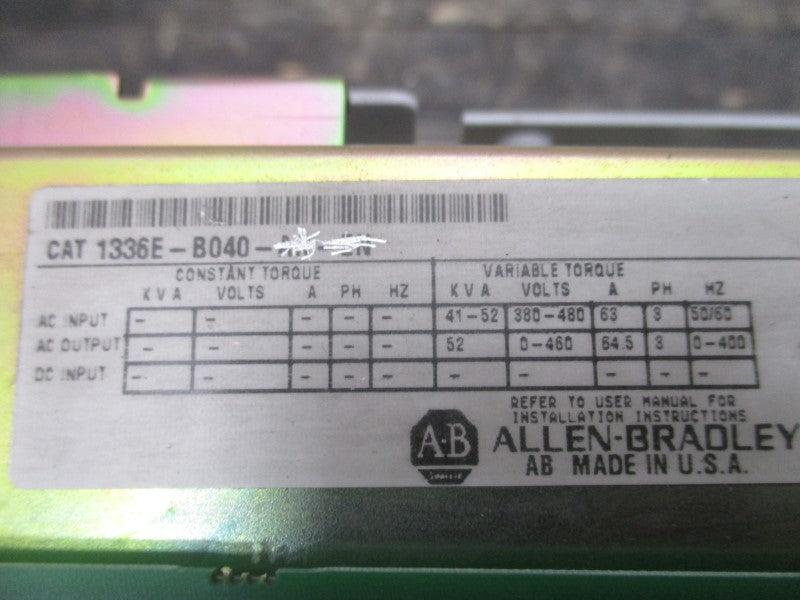 CAT 1336E-B040-
CONSTANT TORQUE VARIABLE TORQUE
KVA VOLTS A PH HZ KVA VOLTS A PH HZ
AC INPUT - - - - - 41-52 380-480 63 3 50/60
AC OUTPUT - - - - - 52 0-460 64.5 3 0-400
DC INPUT - - - - - - - - - -
REFER TO USER MANUAL FOR
INSTALLATION INSTRUCTIONS
A-B ALLEN-BRADLEY
AB MADE IN U.S.A.